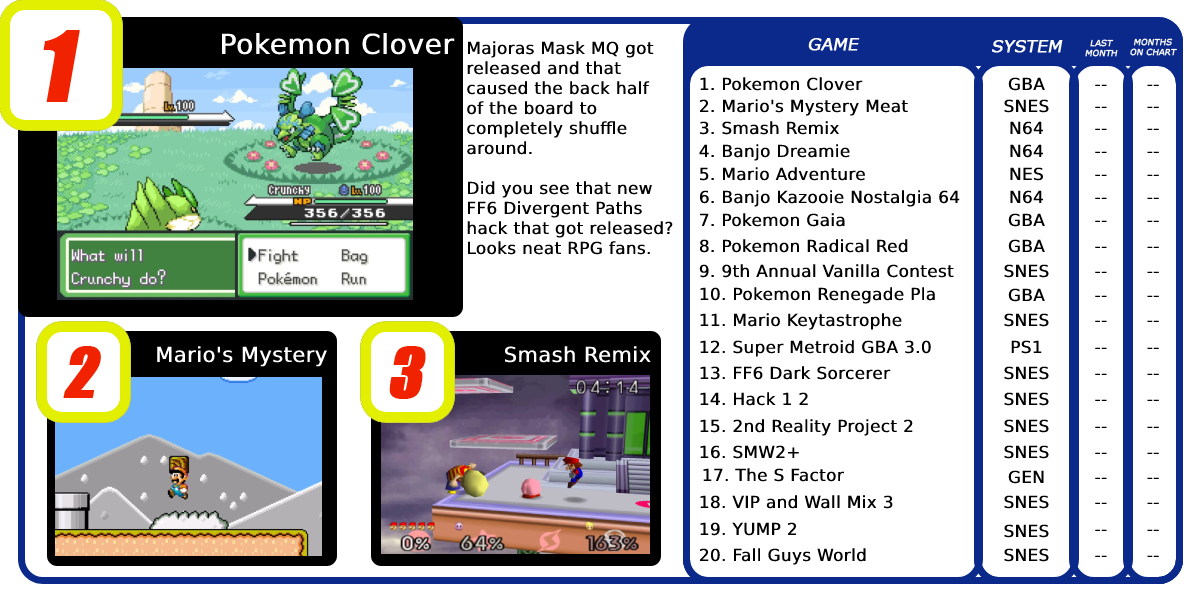 1
Pokemon Clover
Lv100
Crunchy Lv100
HP
356/356
What will
Crunchy do?
Fight Bag
Pokémon Run
Majoras Mask MQ got
released and that
caused the back half
of the board to
completely shuffle
around.
Did you see that new
FF6 Divergent Paths
hack that got released?
Looks neat RPG fans.
2
Mario's Mystery
3
Smash Remix
04:14
0% 64% 163%
GAME SYSTEM LAST MONTH MONTHS ON CHART
1. Pokemon Clover GBA -- --
2. Mario's Mystery Meat SNES -- --
3. Smash Remix N64 -- --
4. Banjo Dreamie N64 -- --
5. Mario Adventure NES -- --
6. Banjo Kazooie Nostalgia 64 N64 -- --
7. Pokemon Gaia GBA -- --
8. Pokemon Radical Red GBA -- --
9. 9th Annual Vanilla Contest SNES -- --
10. Pokemon Renegade Pla GBA -- --
11. Mario Keytastrophe SNES -- --
12. Super Metroid GBA 3.0 PS1 -- --
13. FF6 Dark Sorcerer SNES -- --
14. Hack 1 2 SNES -- --
15. 2nd Reality Project 2 SNES -- --
16. SMW2+ SNES -- --
17. The S Factor GEN -- --
18. VIP and Wall Mix 3 SNES -- --
19. YUMP 2 SNES -- --
20. Fall Guys World SNES -- --